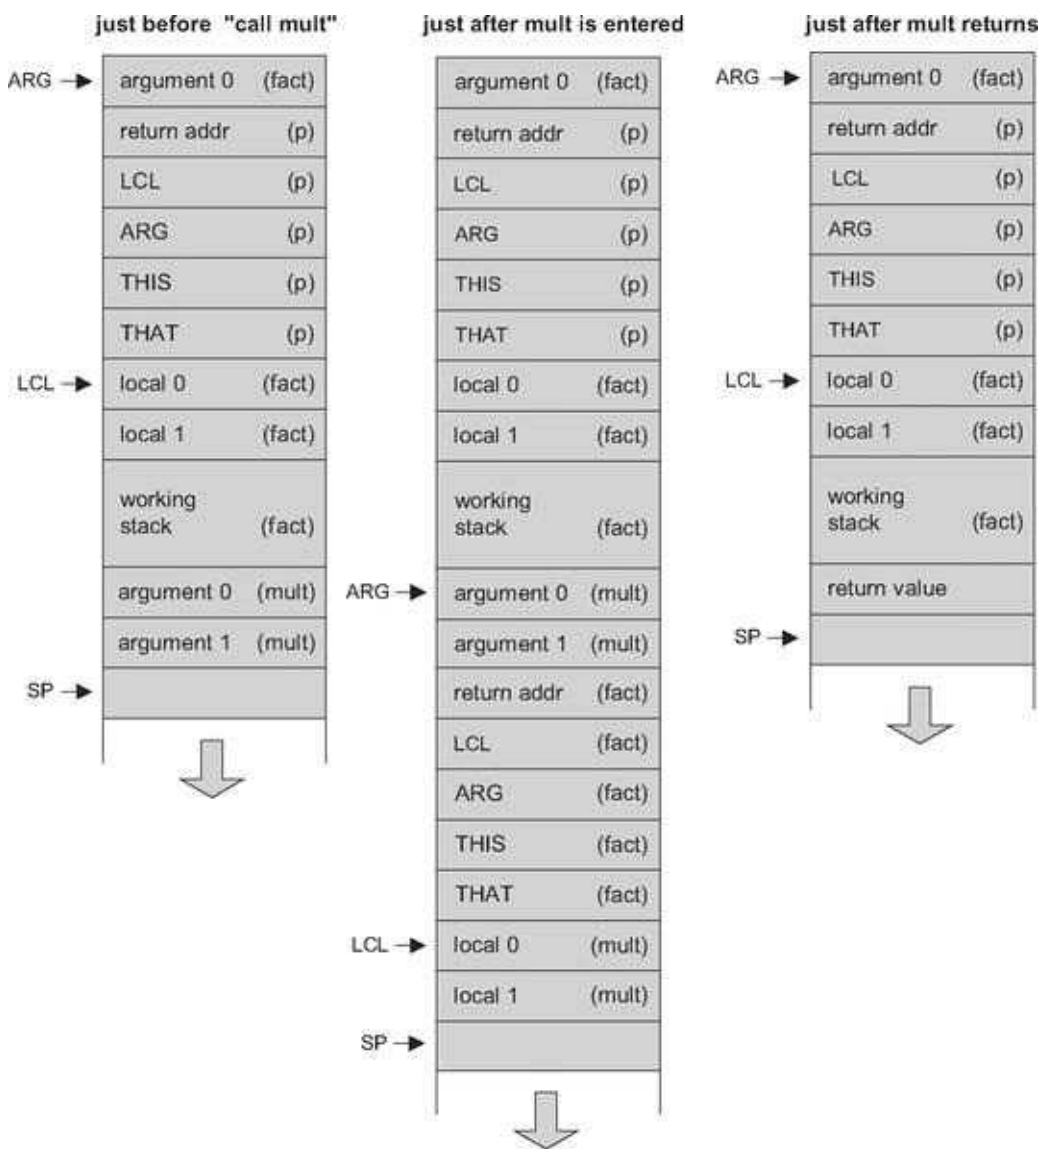 just before "call mult"
ARG
argument 0 (fact)
return addr (p)
LCL (p)
ARG (p)
THIS (p)
THAT (p)
LCL
local 0 (fact)
local 1 (fact)
working
stack (fact)
argument 0 (mult)
argument 1 (mult)
SP
just after mult is entered
argument 0 (fact)
return addr (p)
LCL (p)
ARG (p)
THIS (p)
THAT (p)
local 0 (fact)
local 1 (fact)
working
stack (fact)
ARG
argument 0 (mult)
argument 1 (mult)
return addr (fact)
LCL (fact)
ARG (fact)
THIS (fact)
THAT (fact)
LCL
local 0 (mult)
local 1 (mult)
SP
just after mult returns
ARG
argument 0 (fact)
return addr (p)
LCL (p)
ARG (p)
THIS (p)
THAT (p)
LCL
local 0 (fact)
local 1 (fact)
working
stack (fact)
return value
SP